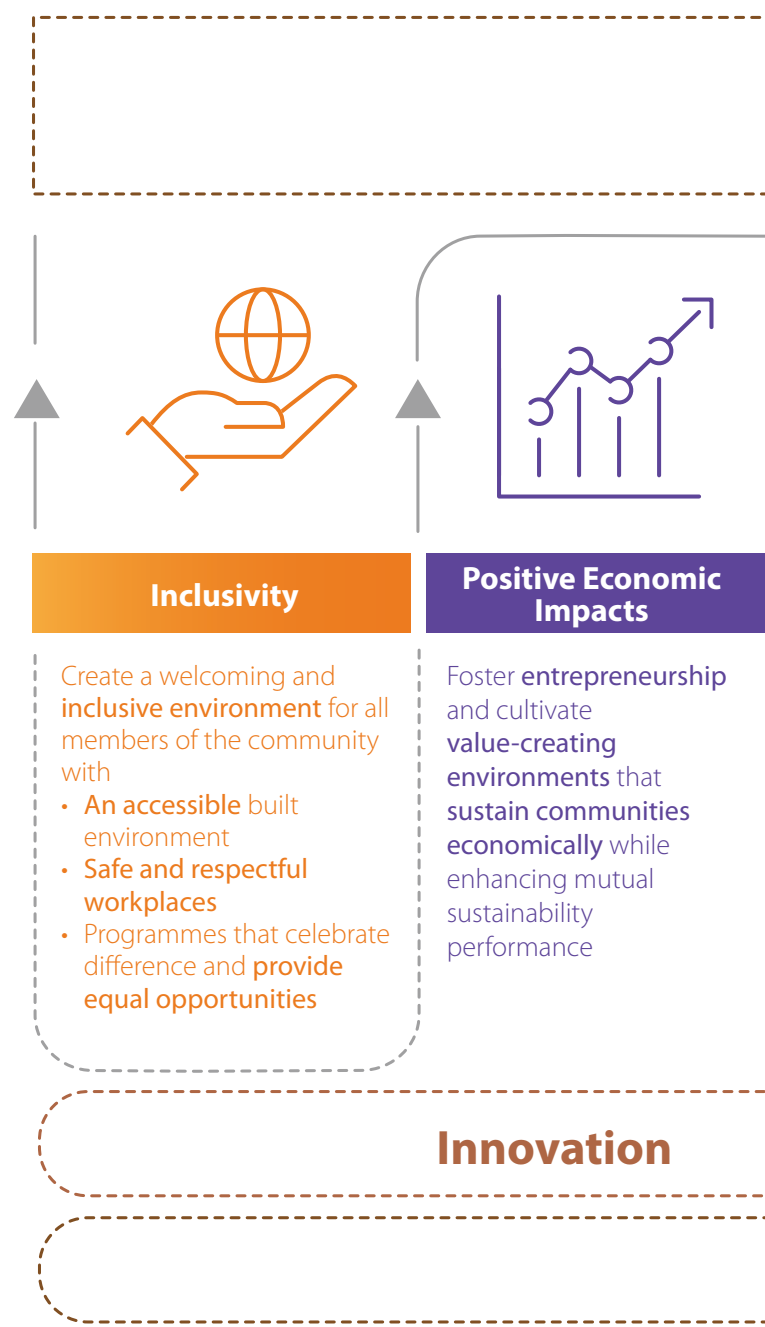 Inclusivity
Create a welcoming and
inclusive environment for all
members of the community
with
• An accessible built
environment
• Safe and respectful
workplaces
• Programmes that celebrate
difference and provide
equal opportunities
Positive Economic
Impacts
Foster entrepreneurship
and cultivate
value-creating
environments that
sustain communities
economically while
enhancing mutual
sustainability
performance
Innovation